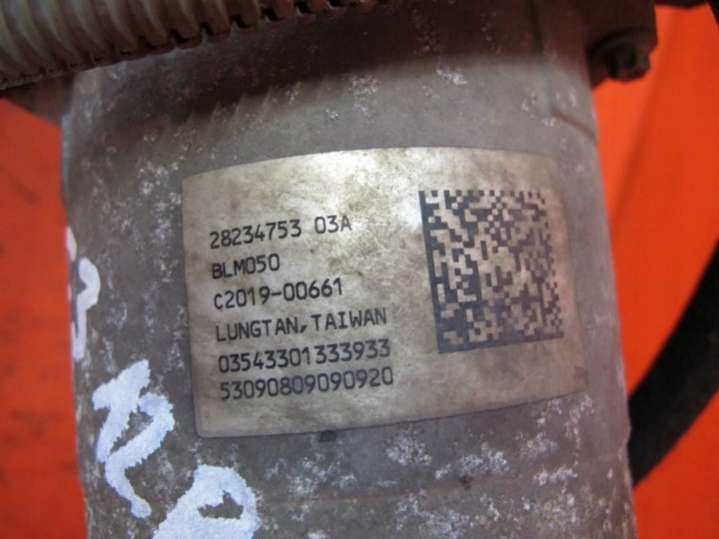 28234753 03A
BLM050
C2019-00661
LUNGTAN, TAIWAN
03543301333933
53090809090920